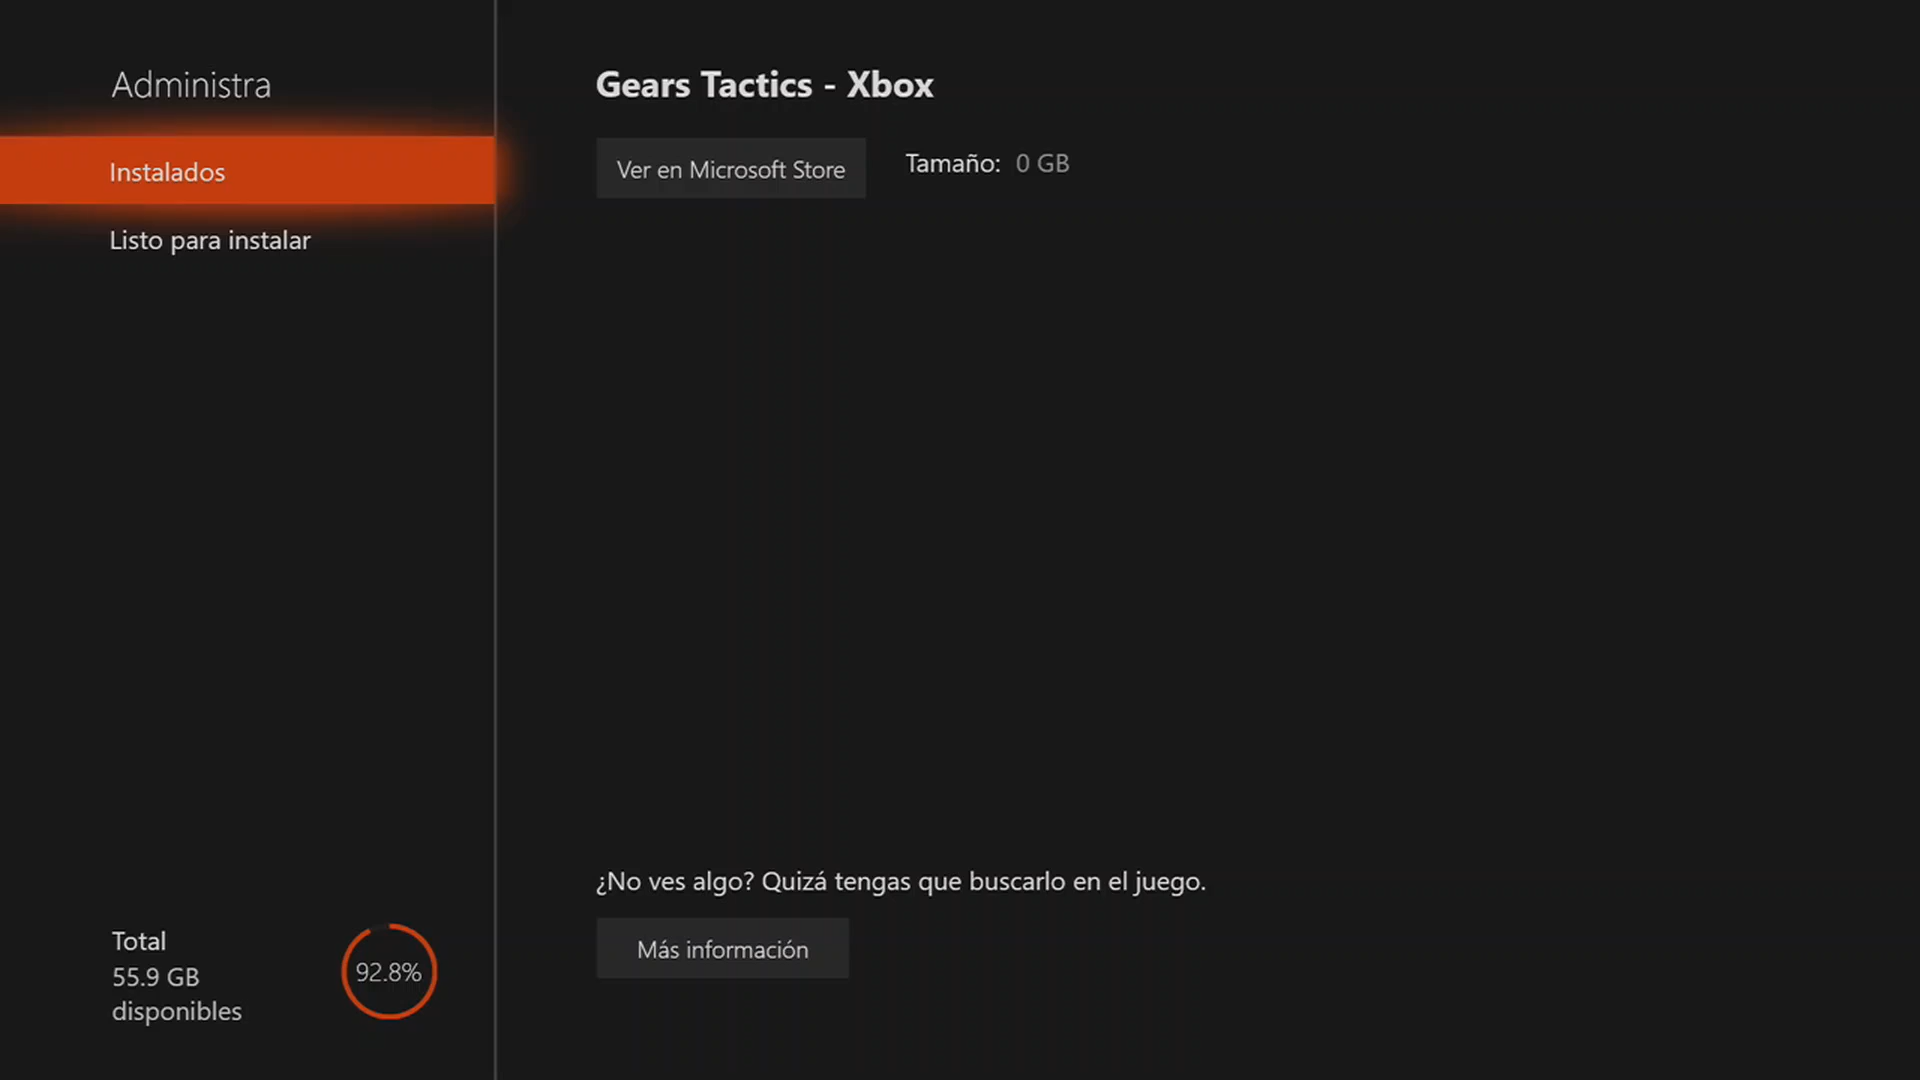 Administra
Instalados
Listo para instalar
Gears Tactics - Xbox
Ver en Microsoft Store
Tamaño: 0 GB
¿No ves algo? Quizá tengas que buscarlo en el juego.
Más información
Total
55.9 GB
disponibles
92.8%